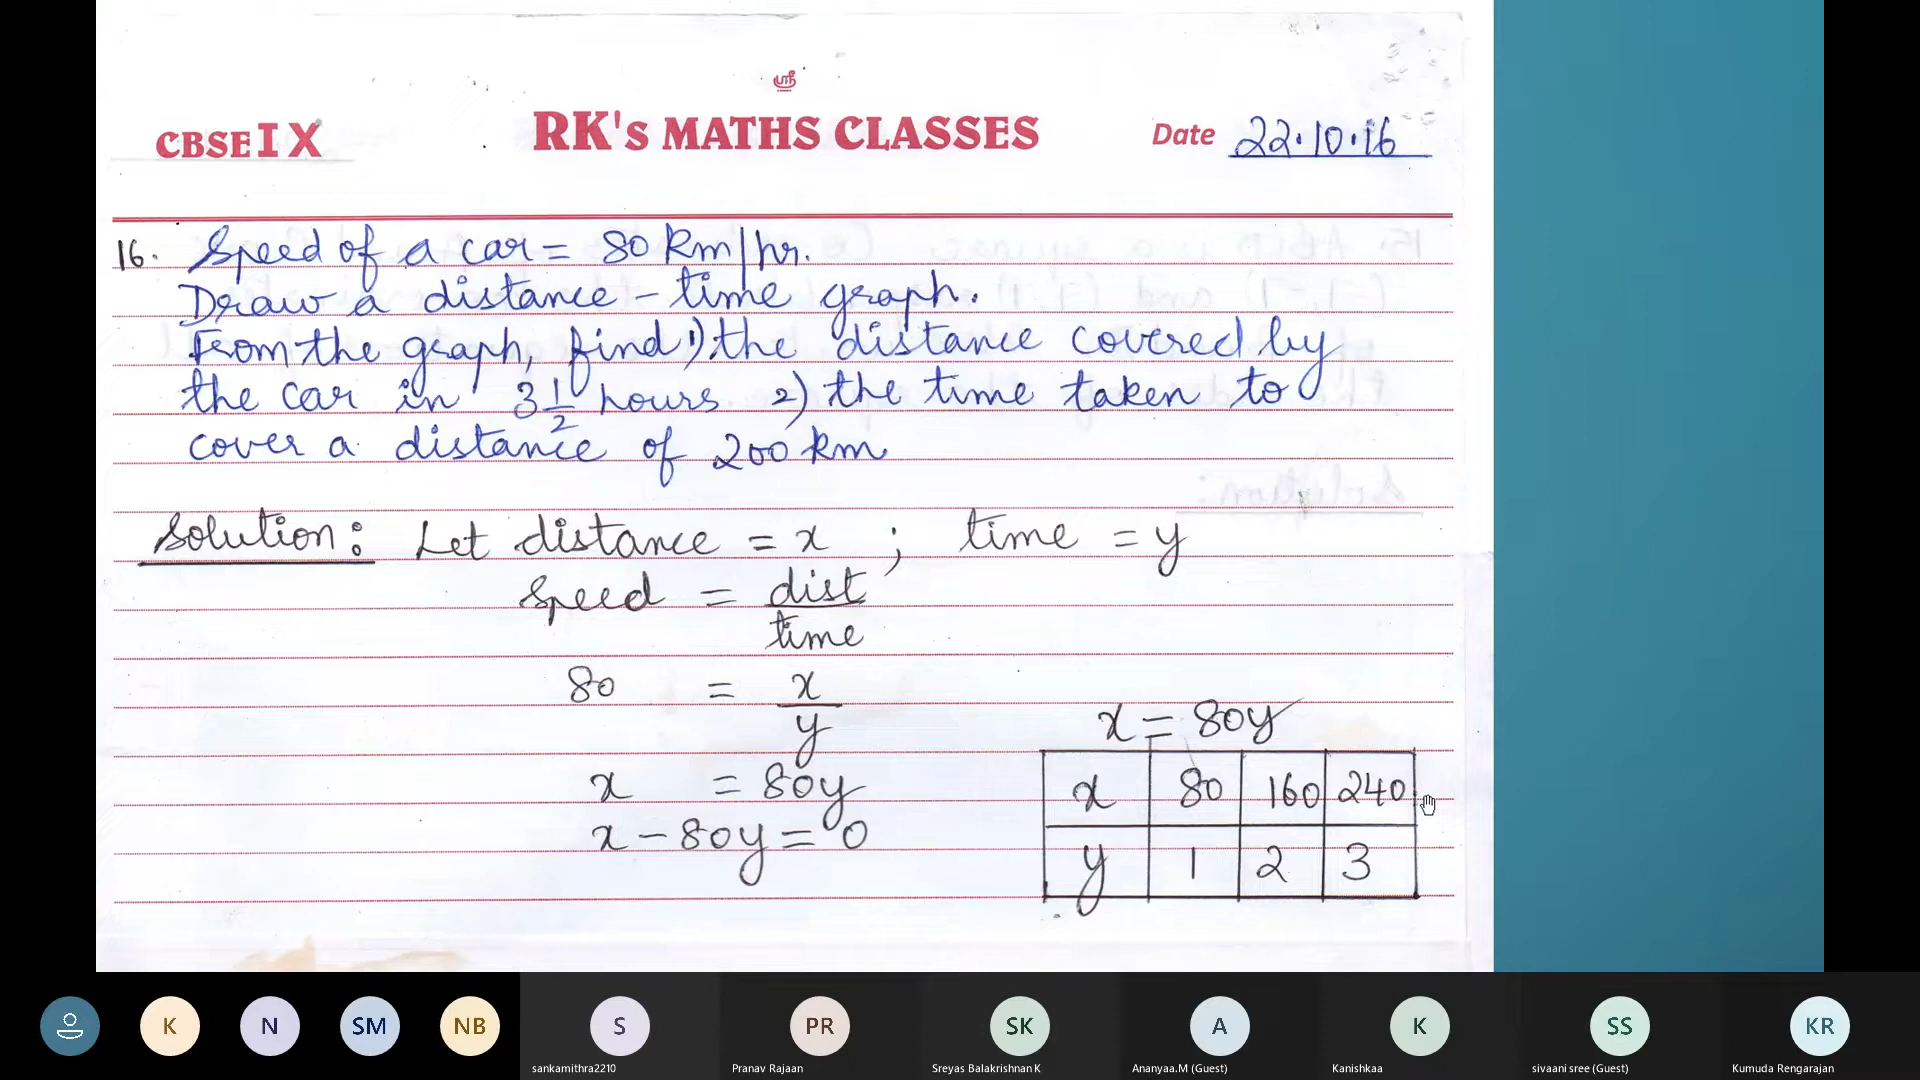 ஸ்ரீ
CBSE IX RK's MATHS CLASSES Date 22.10.16
16. Speed of a car = 80 km/hr.
Draw a distance - time graph.
From the graph, find 1) the distance covered by
the car in 3 1/2 hours 2) the time taken to
cover a distance of 200 km
Solution: Let distance = x ; time = y
Speed = dist/time
80 = x/y
x = 80y
x - 80y = 0
x = 80y
x 80 160 240
y 1 2 3
K N SM NB S PR SK A K SS KR
sankamithra2210 Pranav Rajaan Sreyas Balakrishnan K Ananyaa.M (Guest) Kanishkaa sivaani sree (Guest) Kumuda Rengarajan